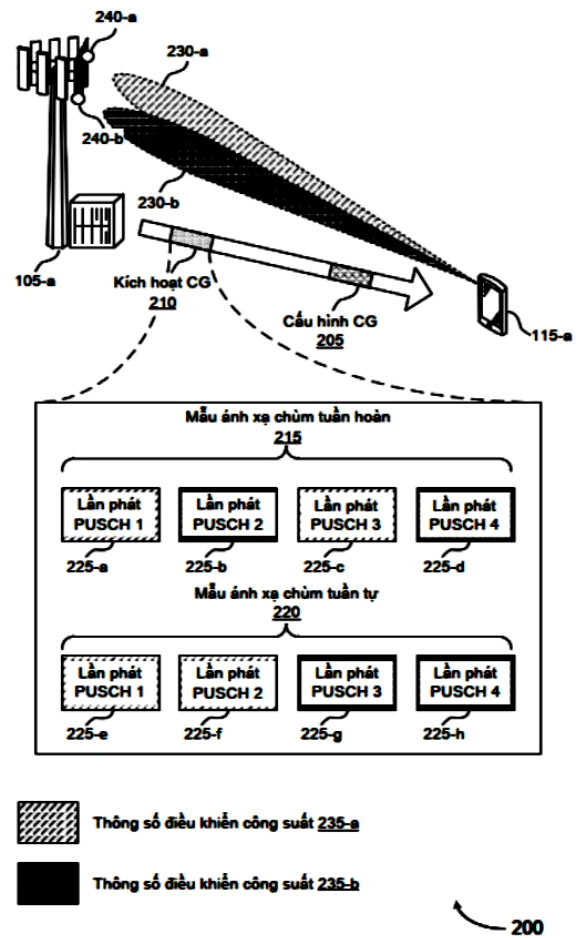 240-a
230-a
240-b
230-b
105-a
Kích hoạt CG
210
Cấu hình CG
205
115-a
Mẫu ánh xạ chùm tuần hoàn
215
Lần phát PUSCH 1
Lần phát PUSCH 2
Lần phát PUSCH 3
Lần phát PUSCH 4
225-a
225-b
225-c
225-d
Mẫu ánh xạ chùm tuần tự
220
Lần phát PUSCH 1
Lần phát PUSCH 2
Lần phát PUSCH 3
Lần phát PUSCH 4
225-e
225-f
225-g
225-h
Thông số điều khiển công suất 235-a
Thông số điều khiển công suất 235-b
200